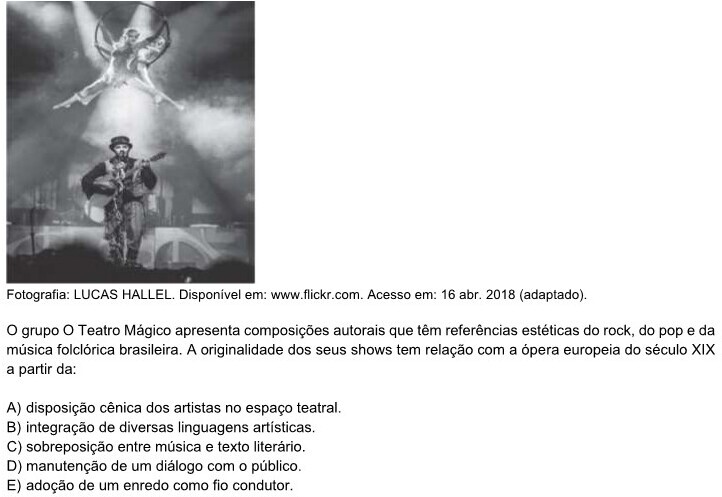 Fotografia: LUCAS HALLEL. Disponível em: www.flickr.com. Acesso em: 16 abr. 2018 (adaptado).
O grupo O Teatro Mágico apresenta composições autorais que têm referências estéticas do rock, do pop e da
música folclórica brasileira. A originalidade dos seus shows tem relação com a ópera europeia do século XIX
a partir da:
A) disposição cênica dos artistas no espaço teatral.
B) integração de diversas linguagens artísticas.
C) sobreposição entre música e texto literário.
D) manutenção de um diálogo com o público.
E) adoção de um enredo como fio condutor.